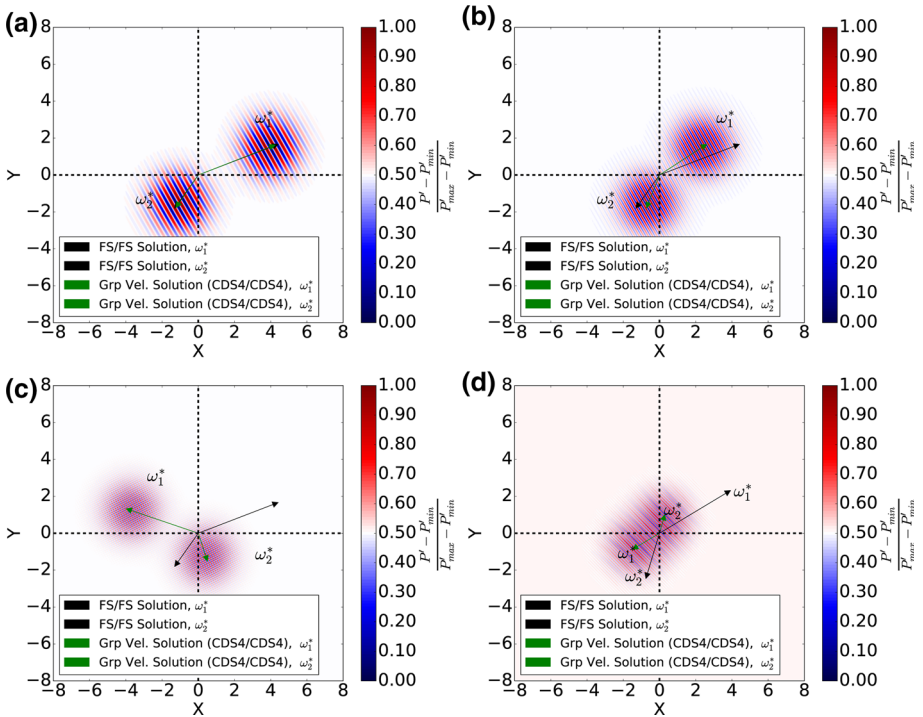 (a)
8
6
4
2
0
−2
−4
−6
−8
Y
−8 −6 −4 −2 0 2 4 6 8
X
ω₁*
ω₂*
FS/FS Solution, ω₁*
FS/FS Solution, ω₂*
Grp Vel. Solution (CDS4/CDS4), ω₁*
Grp Vel. Solution (CDS4/CDS4), ω₂*
1.00
0.90
0.80
0.70
0.60
0.50
0.40
0.30
0.20
0.10
0.00
P′ − P′min
P′max − P′min
(b)
8
6
4
2
0
−2
−4
−6
−8
Y
−8 −6 −4 −2 0 2 4 6 8
X
ω₁*
ω₂*
FS/FS Solution, ω₁*
FS/FS Solution, ω₂*
Grp Vel. Solution (CDS4/CDS4), ω₁*
Grp Vel. Solution (CDS4/CDS4), ω₂*
1.00
0.90
0.80
0.70
0.60
0.50
0.40
0.30
0.20
0.10
0.00
P′ − P′min
P′max − P′min
(c)
8
6
4
2
0
−2
−4
−6
−8
Y
−8 −6 −4 −2 0 2 4 6 8
X
ω₁*
ω₂*
FS/FS Solution, ω₁*
FS/FS Solution, ω₂*
Grp Vel. Solution (CDS4/CDS4), ω₁*
Grp Vel. Solution (CDS4/CDS4), ω₂*
1.00
0.90
0.80
0.70
0.60
0.50
0.40
0.30
0.20
0.10
0.00
P′ − P′min
P′max − P′min
(d)
8
6
4
2
0
−2
−4
−6
−8
Y
−8 −6 −4 −2 0 2 4 6 8
X
ω₁*
ω₂*
ω₁
ω₂*
FS/FS Solution, ω₁*
FS/FS Solution, ω₂*
Grp Vel. Solution (CDS4/CDS4), ω₁*
Grp Vel. Solution (CDS4/CDS4), ω₂*
1.00
0.90
0.80
0.70
0.60
0.50
0.40
0.30
0.20
0.10
0.00
P′ − P′min
P′max − P′min